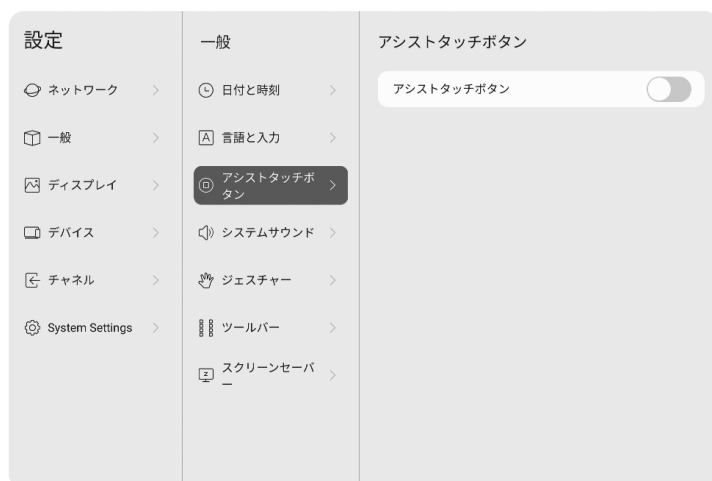 設定
ネットワーク
一般
ディスプレイ
デバイス
チャネル
System Settings
一般
日付と時刻
A 言語と入力
アシストタッチボ
タン
システムサウンド
ジェスチャー
ツールバー
z スクリーンセーバ
ー
アシストタッチボタン
アシストタッチボタン